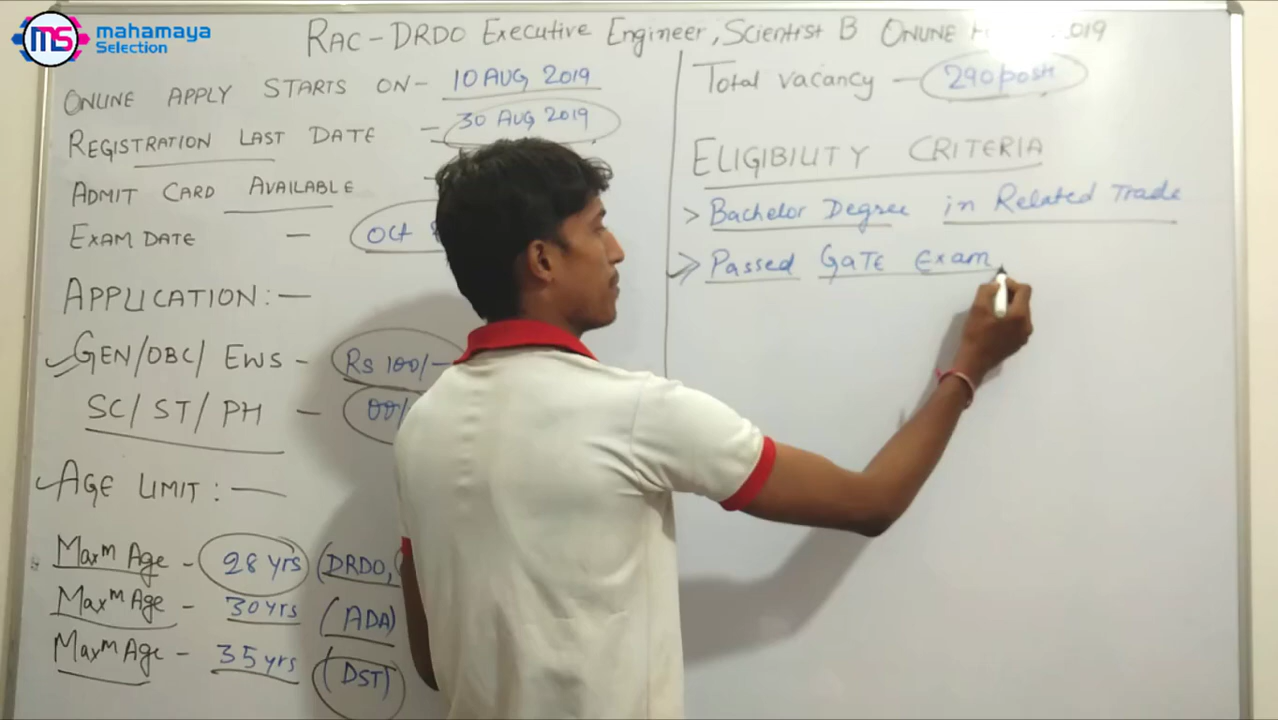 MS mahamaya Selection
RAC-DRDO Executive Engineer, Scientist B ONLINE 019
ONLINE APPLY STARTS ON - 10 AUG 2019
REGISTRATION LAST DATE - 30 AUG 2019
ADMIT CARD AVAILABLE -
EXAM DATE - Oct
APPLICATION : -
GEN/OBC/ EWS - Rs 100/-
SC/ ST/ PH - 00/
AGE LIMIT : -
Maxm Age - 28 yrs (DRDO,
Maxm Age - 30 yrs (ADA)
Maxm Age - 35 yrs (DST)
Total vacancy - 290 post
ELIGIBILITY CRITERIA
> Bachelor Degree in Related Trade
> Passed GaTE Exam